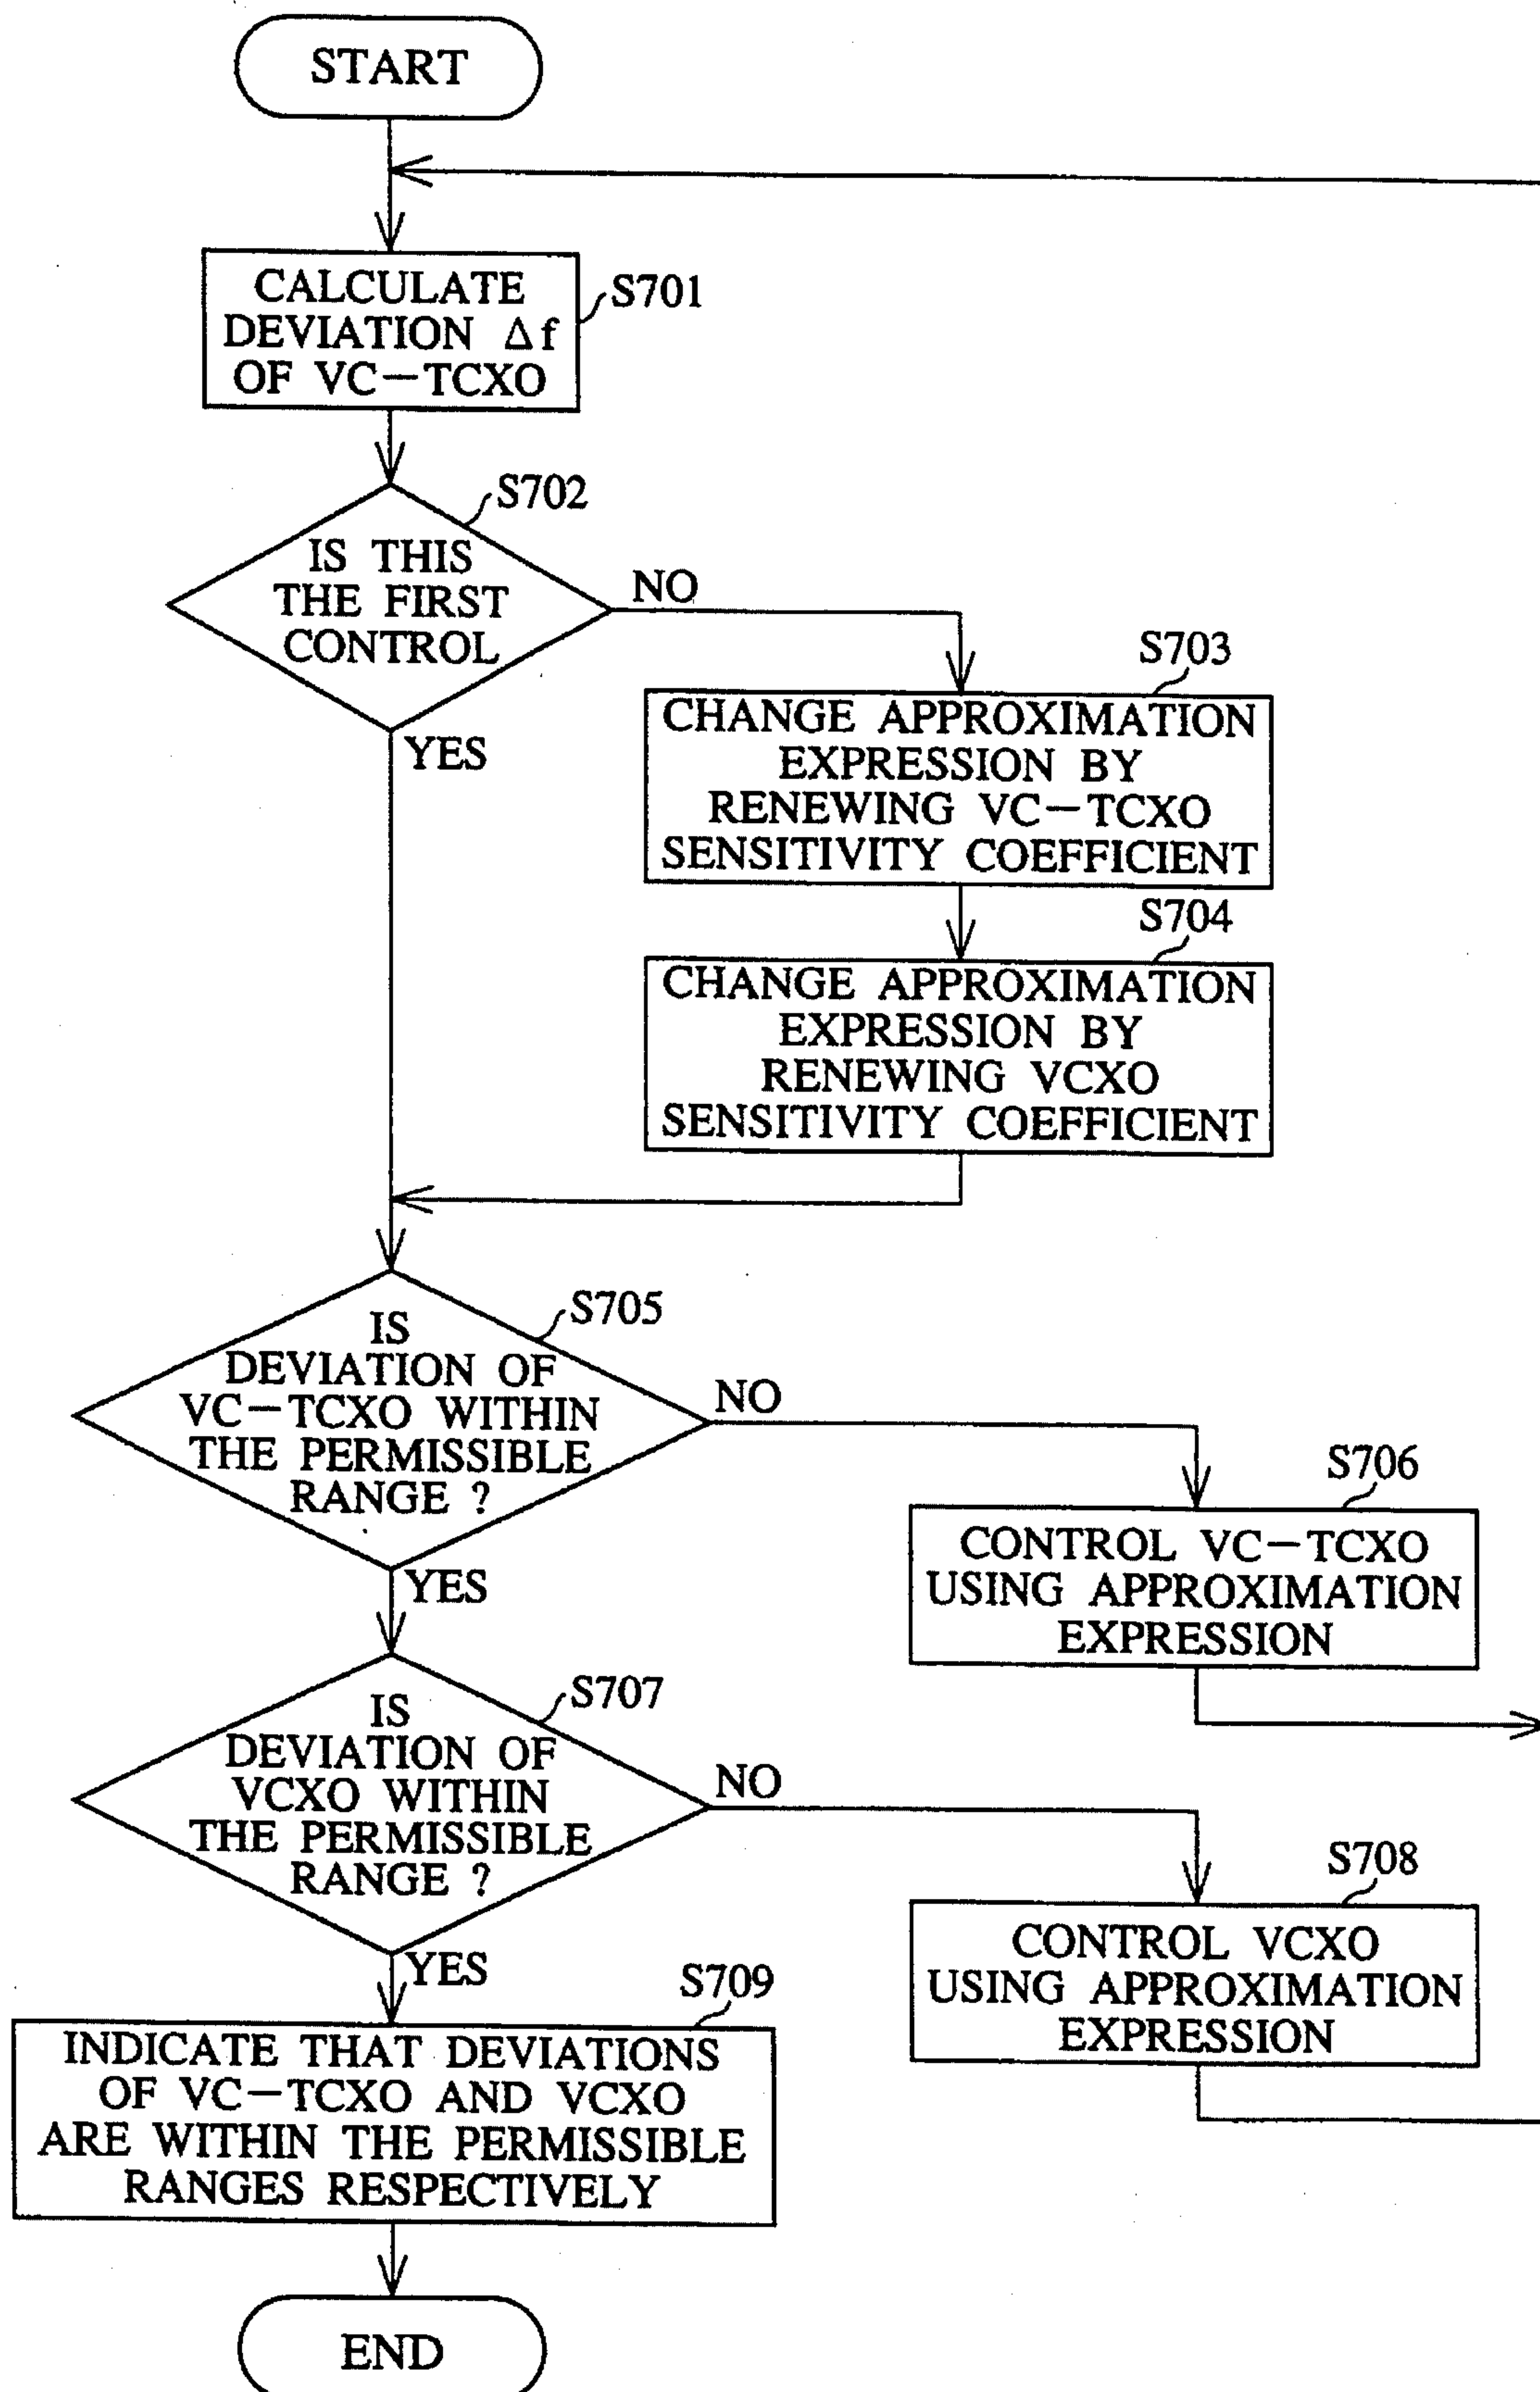 START
CALCULATE
DEVIATION Δf
OF VC-TCXO
S701
S702
IS THIS
THE FIRST
CONTROL
NO
YES
S703
CHANGE APPROXIMATION
EXPRESSION BY
RENEWING VC-TCXO
SENSITIVITY COEFFICIENT
S704
CHANGE APPROXIMATION
EXPRESSION BY
RENEWING VCXO
SENSITIVITY COEFFICIENT
S705
IS
DEVIATION OF
VC-TCXO WITHIN
THE PERMISSIBLE
RANGE ?
NO
YES
S706
CONTROL VC-TCXO
USING APPROXIMATION
EXPRESSION
S707
IS
DEVIATION OF
VCXO WITHIN
THE PERMISSIBLE
RANGE ?
NO
YES
S708
CONTROL VCXO
USING APPROXIMATION
EXPRESSION
S709
INDICATE THAT DEVIATIONS
OF VC-TCXO AND VCXO
ARE WITHIN THE PERMISSIBLE
RANGES RESPECTIVELY
END